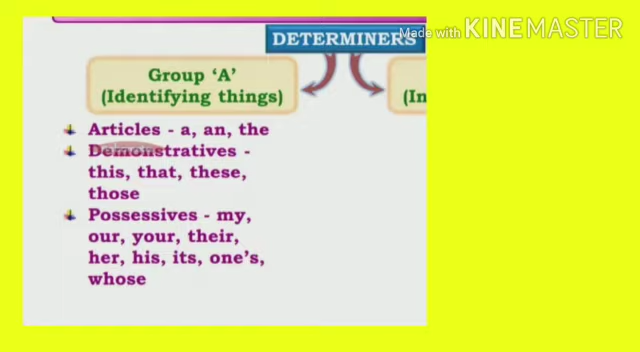 DETERMINERS
Made with KINEMASTER
Group ‘A’
(Identifying things)
(In
Articles - a, an, the
Demonstratives -
this, that, these,
those
Possessives - my,
our, your, their,
her, his, its, one's,
whose